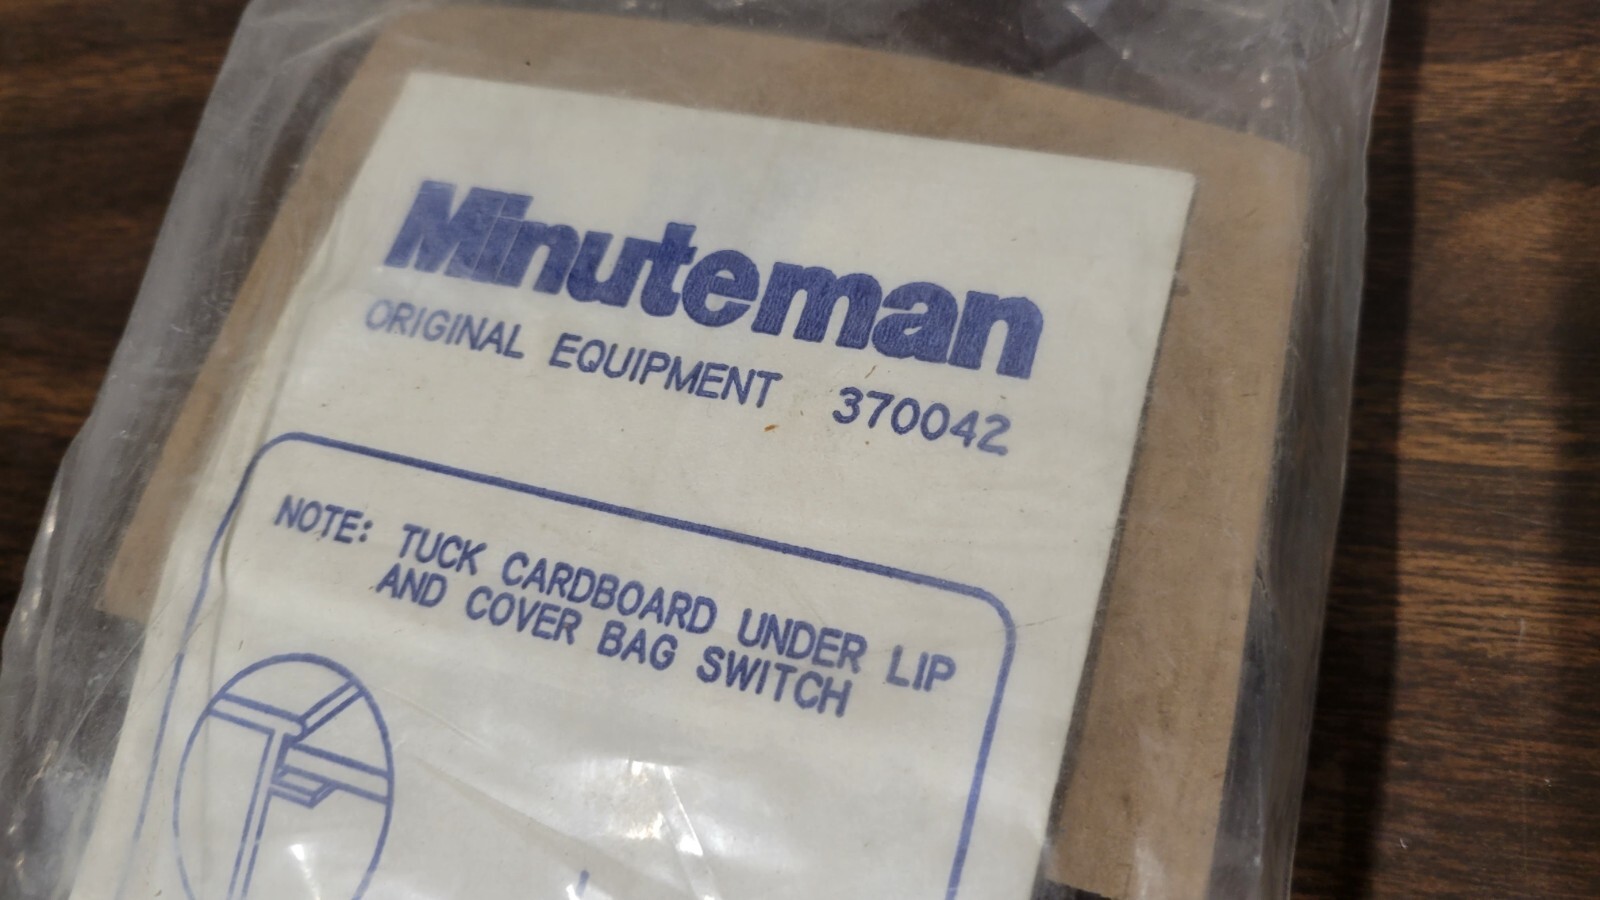 Minuteman
ORIGINAL EQUIPMENT 370042
NOTE: TUCK CARDBOARD UNDER LIP
AND COVER BAG SWITCH